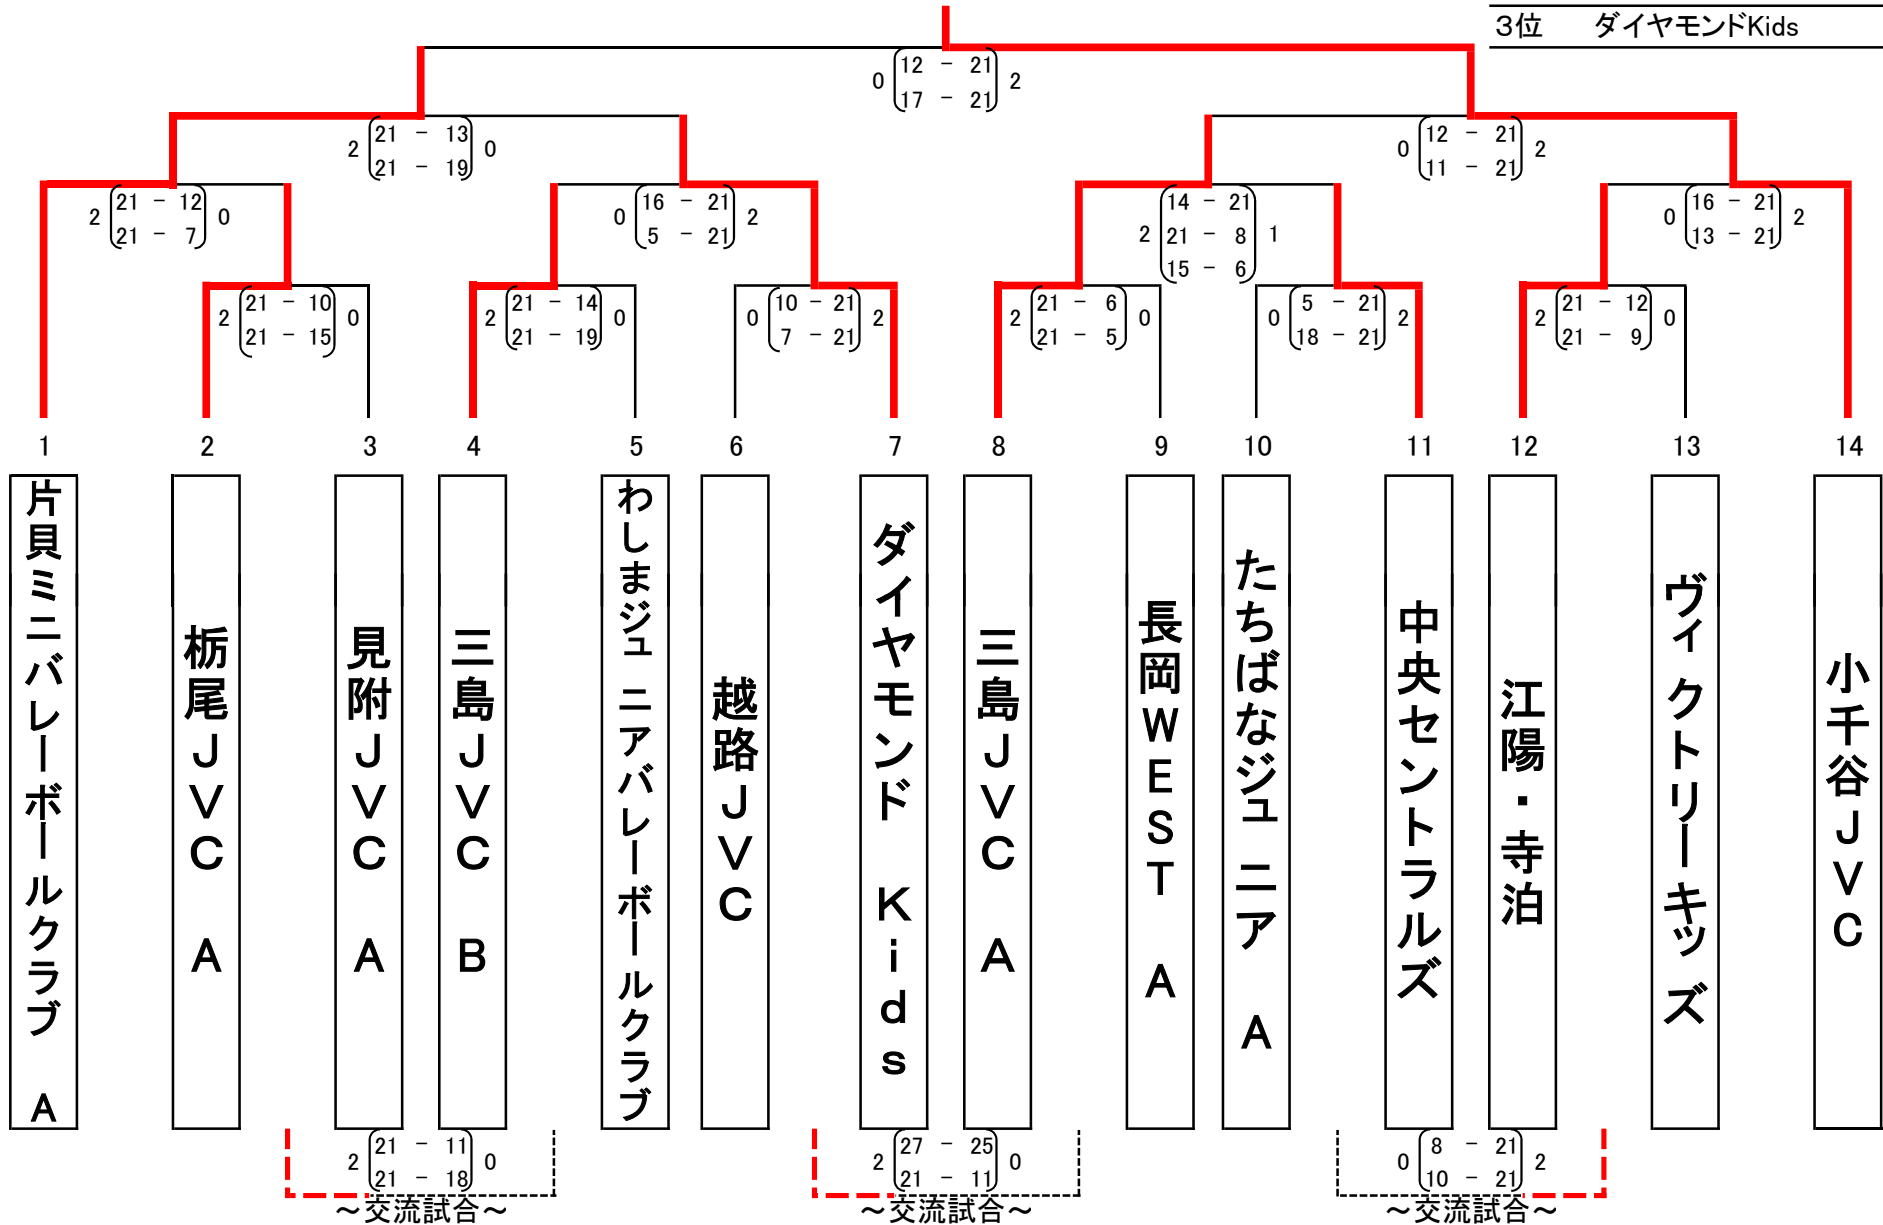 3位 ダイヤモンドKids
0 12 - 21 2
17 - 21
2 21 - 13 0
21 - 19
0 12 - 21 2
11 - 21
2 21 - 12 0
21 - 7
0 16 - 21 2
5 - 21
2 14 - 21 1
21 - 8
15 - 6
0 16 - 21 2
13 - 21
2 21 - 10 0
21 - 15
2 21 - 14 0
21 - 19
0 10 - 21 2
7 - 21
2 21 - 6 0
21 - 5
0 5 - 21 2
18 - 21
2 21 - 12 0
21 - 9
1 2 3 4 5 6 7 8 9 10 11 12 13 14
片貝ミニバレーボールクラブ A
栃尾JVC A
見附JVC A
三島JVC B
わしまジュニアバレーボールクラブ
越路JVC
ダイヤモンド Kids
三島JVC A
長岡WEST A
たちばなジュニア A
中央セントラルズ
江陽・寺泊
ヴィクトリーキッズ
小千谷JVC
2 21 - 11 0
21 - 18
～交流試合～
2 27 - 25 0
21 - 11
～交流試合～
0 8 - 21 2
10 - 21
～交流試合～